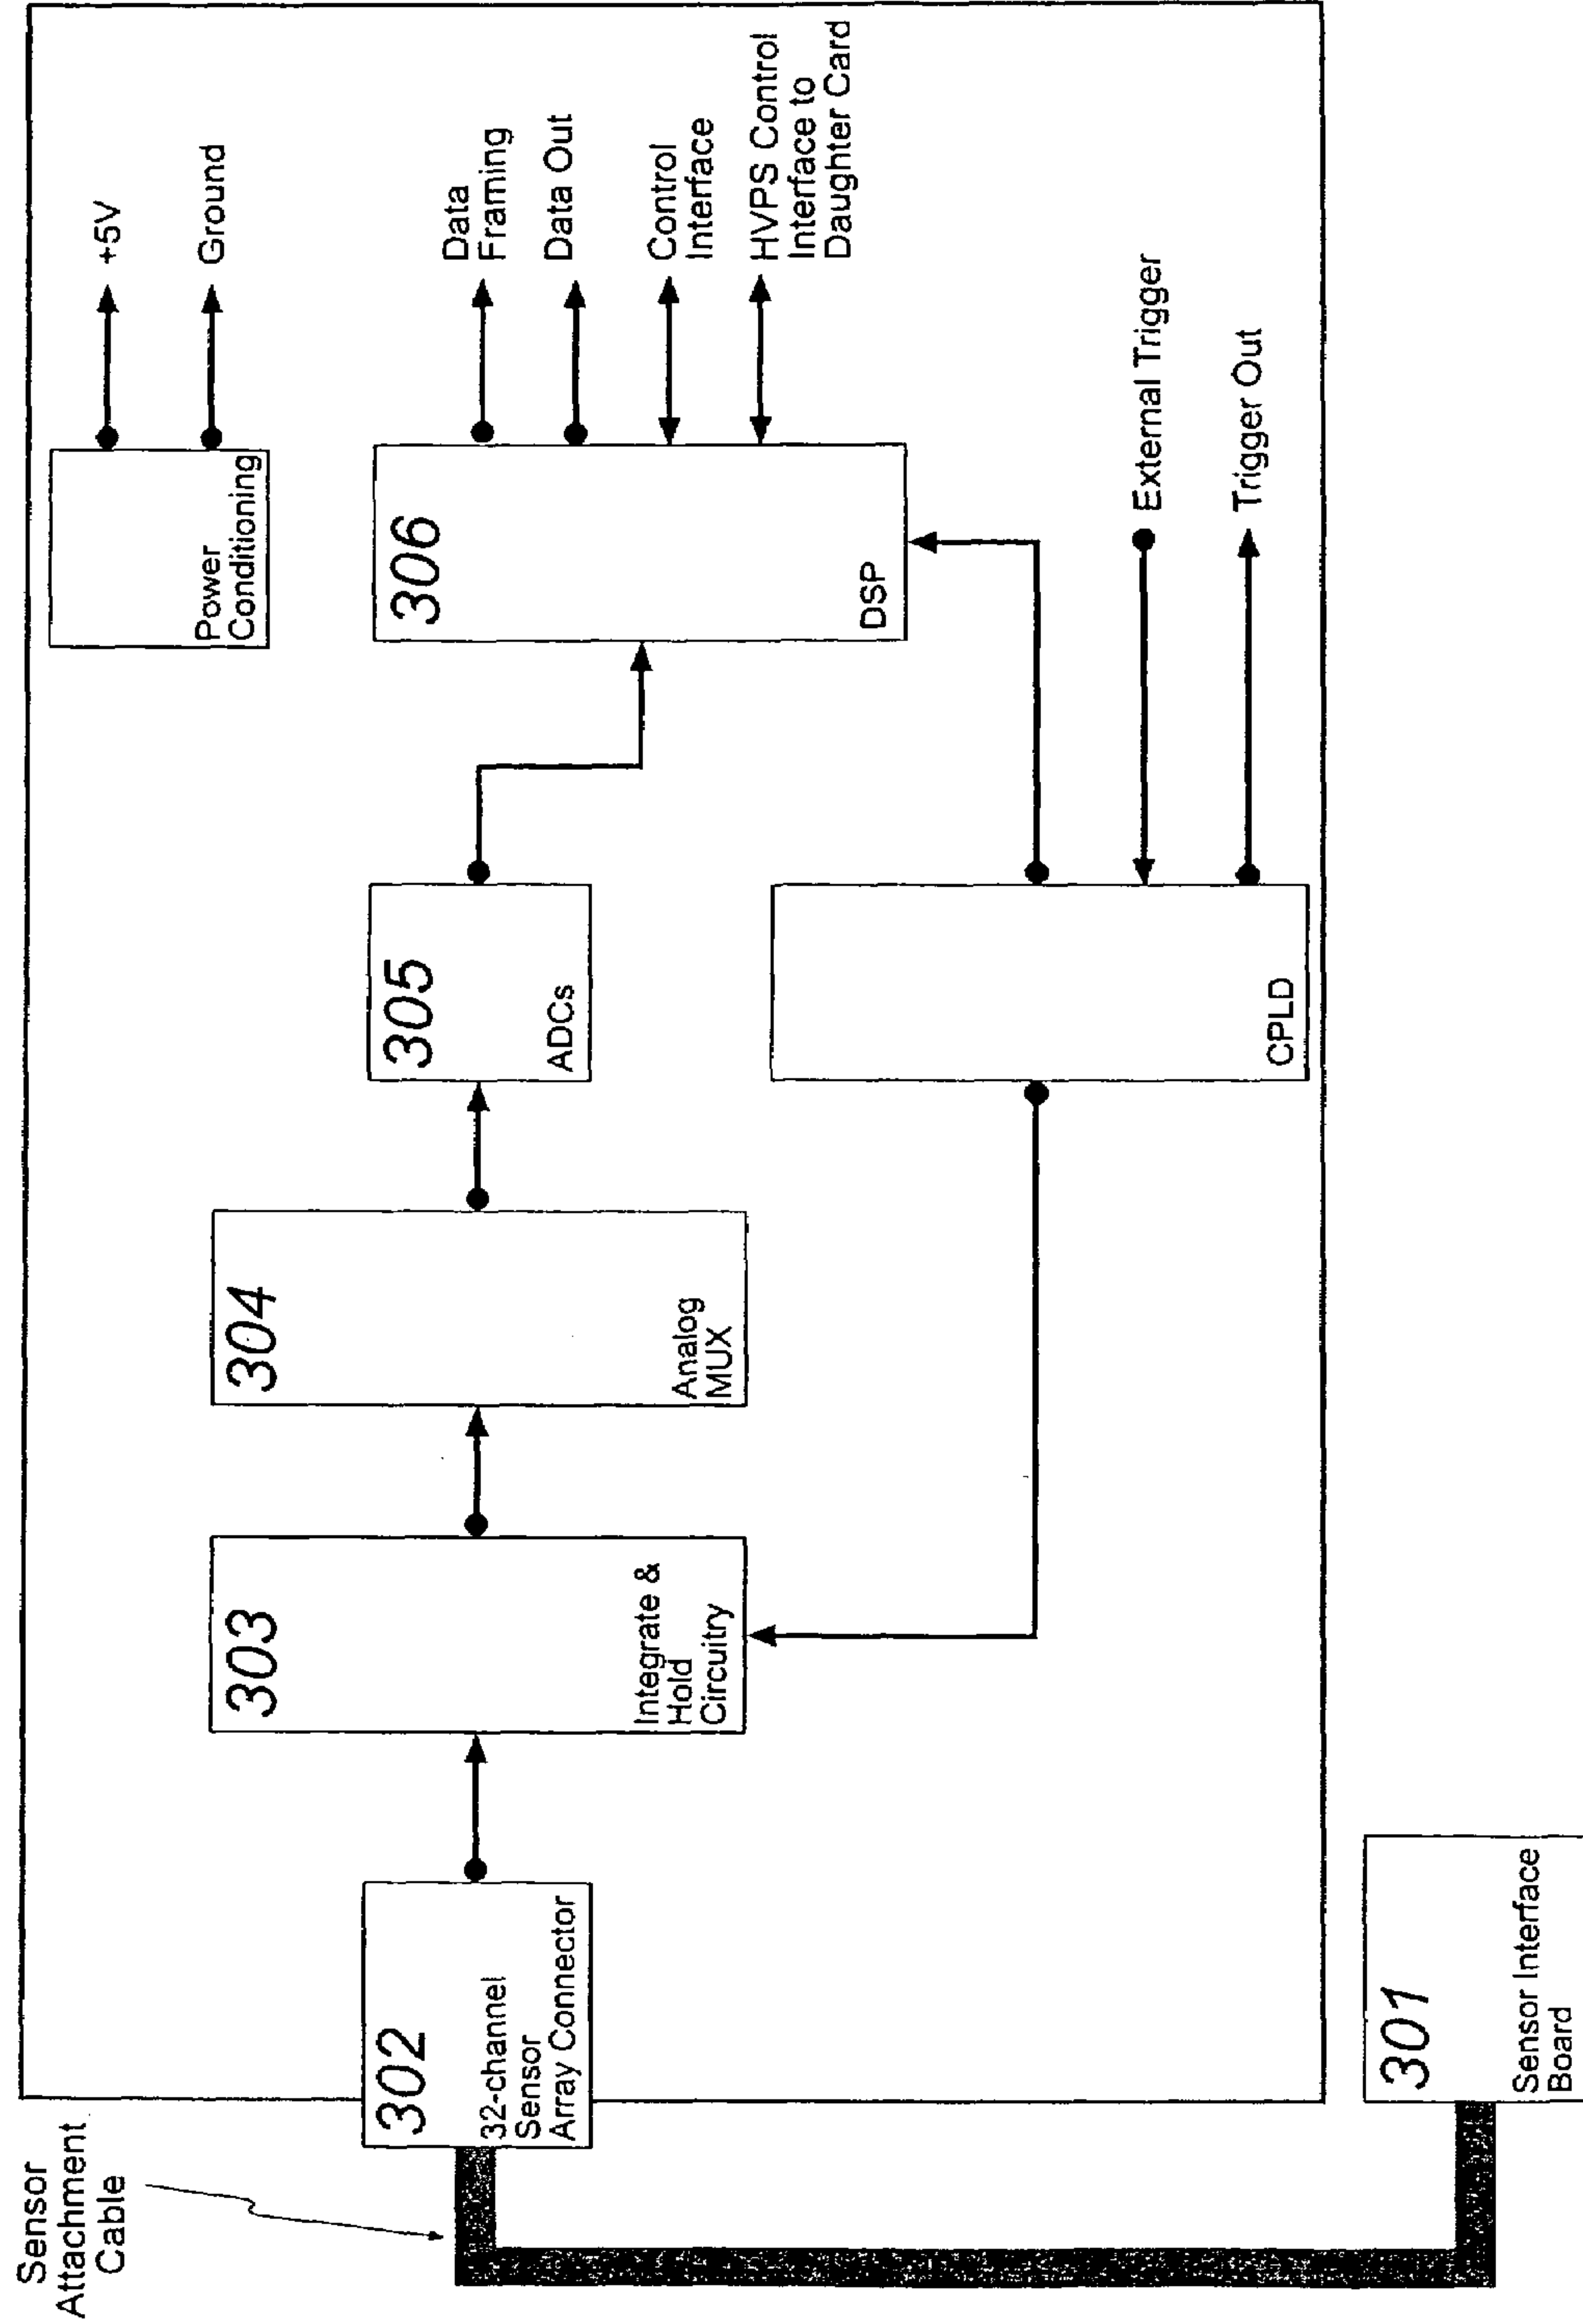 Sensor
Attachment
Cable
302
32-channel
Sensor
Array Connector
303
Integrate &
Hold
Circuitry
304
Analog
MUX
305
ADCs
306
DSP
Power
Conditioning
+5V
Ground
Data
Framing
Data Out
Control
Interface
HVPS Control
Interface to
Daughter Card
CPLD
External Trigger
Trigger Out
301
Sensor Interface
Board